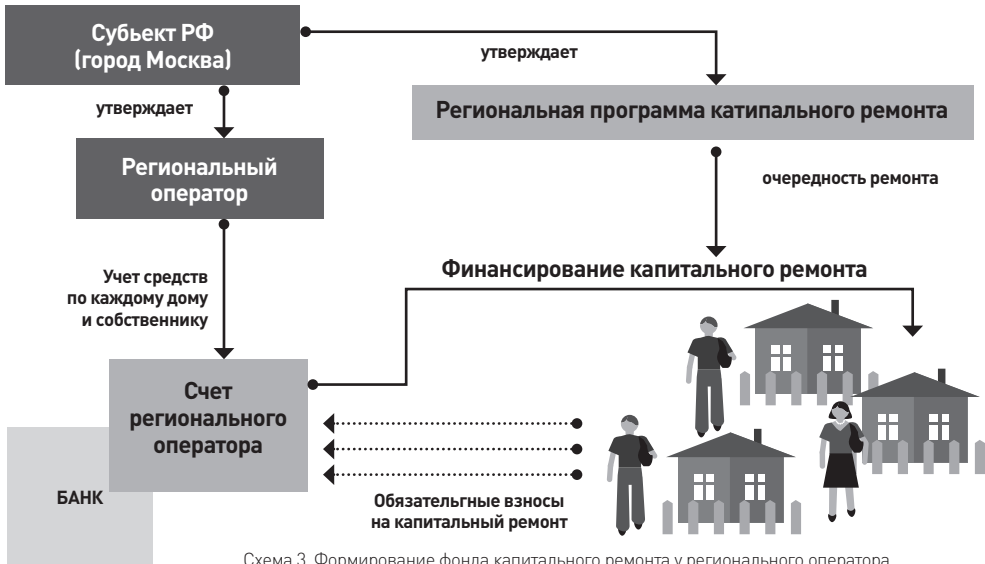 Субъект РФ
(город Москва)
утверждает
утверждает
Региональная программа катипального ремонта
Региональный
оператор
очередность ремонта
Учет средств
по каждому дому
и собственнику
Финансирование капитального ремонта
Счет
регионального
оператора
БАНК
Обязательгные взносы
на капитальный ремонт
Схема 3. Формирование фонда капитального ремонта у регионального оператора